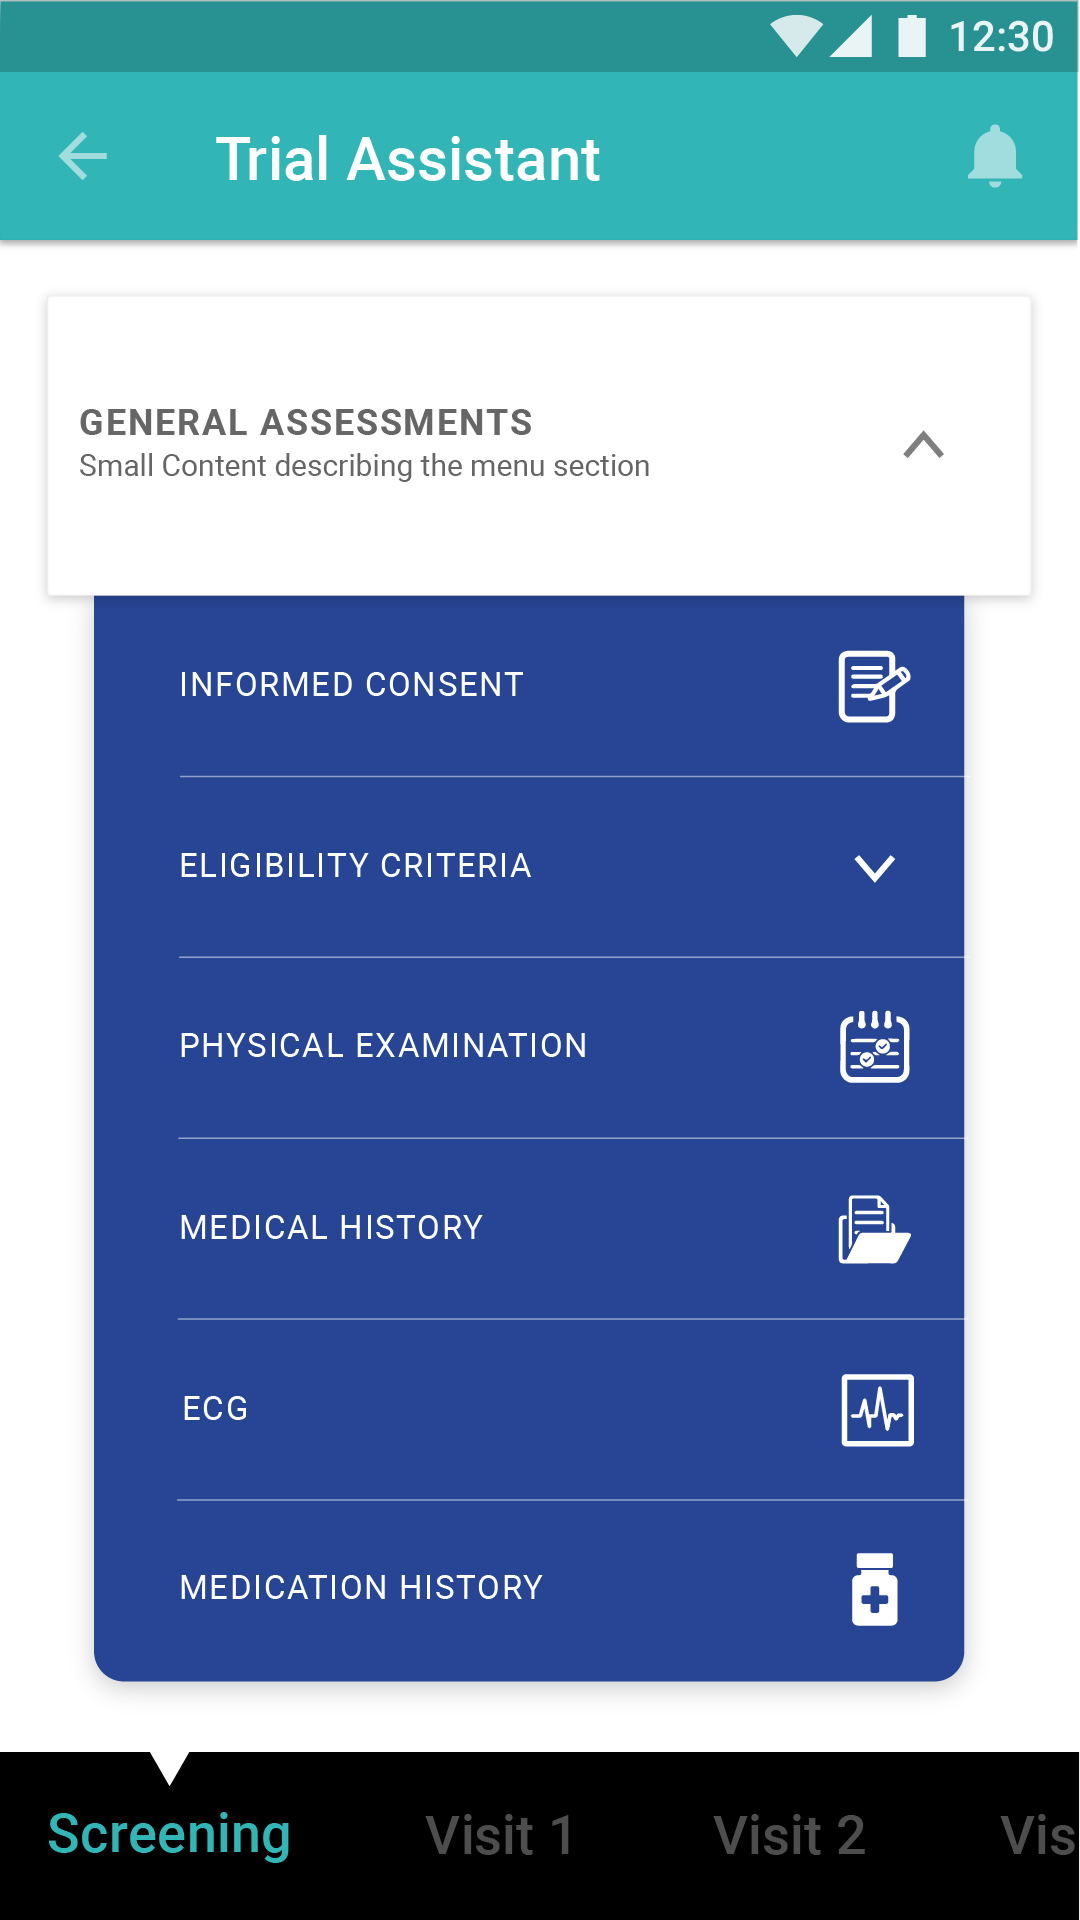 12:30
Trial Assistant
GENERAL ASSESSMENTS
Small Content describing the menu section
INFORMED CONSENT
ELIGIBILITY CRITERIA
PHYSICAL EXAMINATION
MEDICAL HISTORY
ECG
MEDICATION HISTORY
Screening Visit 1 Visit 2 Vis